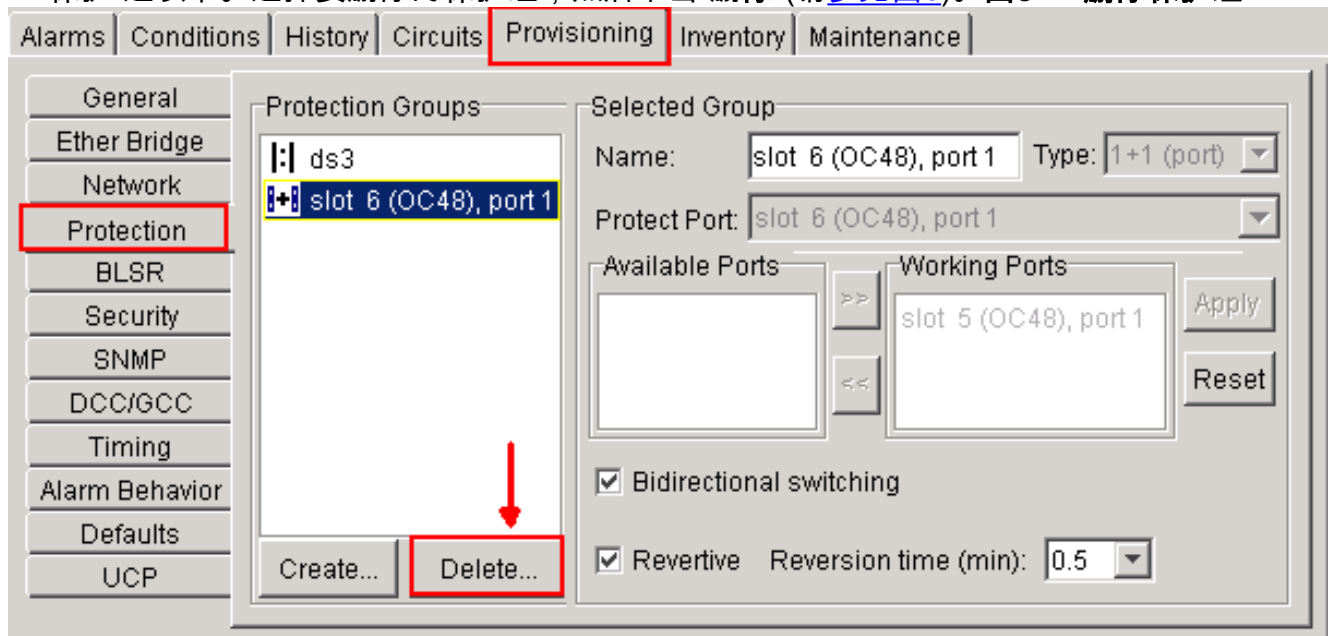 Alarms Conditions History Circuits Provisioning Inventory Maintenance
General
Ether Bridge
Network
Protection
BLSR
Security
SNMP
DCC/GCC
Timing
Alarm Behavior
Defaults
UCP
Protection Groups
ds3
slot 6 (OC48), port 1
Create... Delete...
Selected Group
Name: slot 6 (OC48), port 1 Type: 1+1 (port)
Protect Port: slot 6 (OC48), port 1
Available Ports
>>
<<
Working Ports
slot 5 (OC48), port 1
Apply
Reset
Bidirectional switching
Revertive Reversion time (min): 0.5